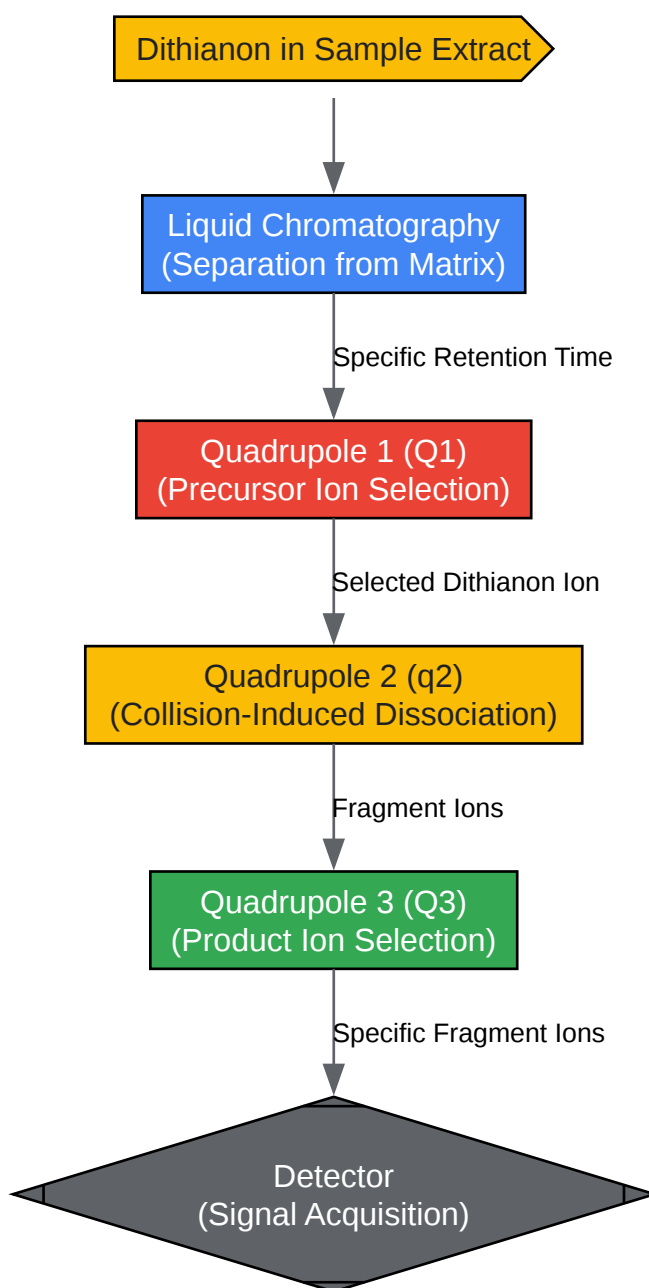 Dithianon in Sample Extract
Liquid Chromatography
(Separation from Matrix)
Specific Retention Time
Quadrupole 1 (Q1)
(Precursor Ion Selection)
Selected Dithianon Ion
Quadrupole 2 (q2)
(Collision-Induced Dissociation)
Fragment Ions
Quadrupole 3 (Q3)
(Product Ion Selection)
Specific Fragment Ions
Detector
(Signal Acquisition)